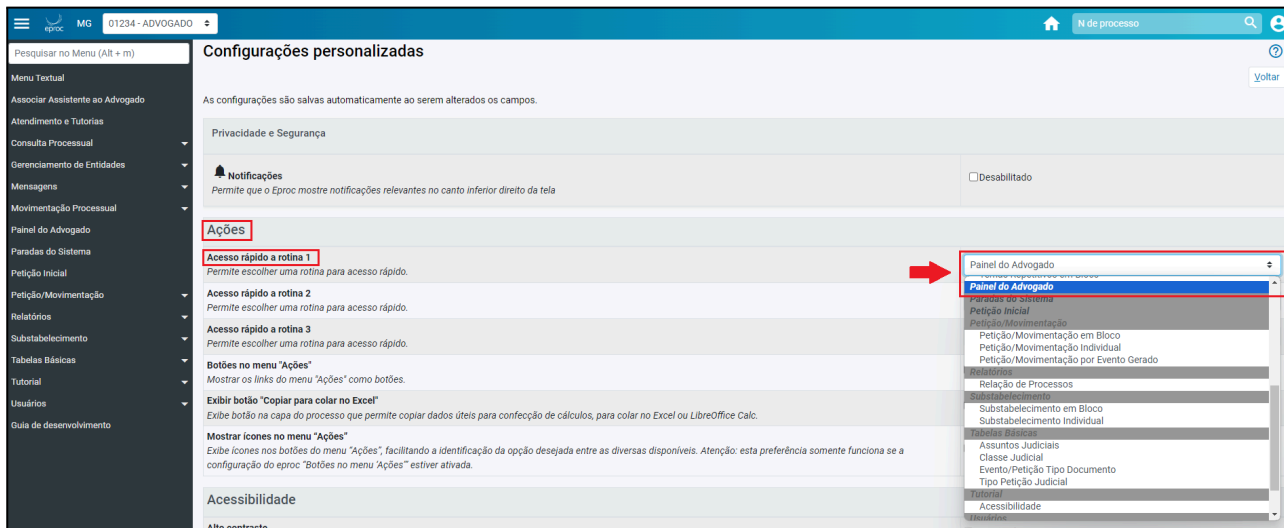 eproc MG 01234 - ADVOGADO N de processo
Pesquisar no Menu (Alt + m)
Menu Textual
Associar Assistente ao Advogado
Atendimento e Tutorias
Consulta Processual
Gerenciamento de Entidades
Mensagens
Movimentação Processual
Painel do Advogado
Paradas do Sistema
Petição Inicial
Petição/Movimentação
Relatórios
Substabelecimento
Tabelas Básicas
Tutorial
Usuários
Guia de desenvolvimento
Configurações personalizadas
Voltar
As configurações são salvas automaticamente ao serem alterados os campos.
Privacidade e Segurança
Notificações
Permite que o Eproc mostre notificações relevantes no canto inferior direito da tela
Desabilitado
Ações
Acesso rápido a rotina 1
Permite escolher uma rotina para acesso rápido.
Acesso rápido a rotina 2
Permite escolher uma rotina para acesso rápido.
Acesso rápido a rotina 3
Permite escolher uma rotina para acesso rápido.
Botões no menu "Ações"
Mostrar os links do menu "Ações" como botões.
Exibir botão "Copiar para colar no Excel"
Exibe botão na capa do processo que permite copiar dados úteis para confecção de cálculos, para colar no Excel ou LibreOffice Calc.
Mostrar ícones no menu "Ações"
Exibe ícones nos botões do menu "Ações", facilitando a identificação da opção desejada entre as diversas disponíveis. Atenção: esta preferência somente funciona se a
configuração do eproc "Botões no menu 'Ações'" estiver ativada.
Acessibilidade
Alto contraste
Painel do Advogado
em Bloco
Painel do Advogado
Paradas do Sistema
Petição Inicial
Petição/Movimentação
Petição/Movimentação em Bloco
Petição/Movimentação Individual
Petição/Movimentação por Evento Gerado
Relatórios
Relação de Processos
Substabelecimento
Substabelecimento em Bloco
Substabelecimento Individual
Tabelas Básicas
Assuntos Judiciais
Classe Judicial
Evento/Petição Tipo Documento
Tipo Petição Judicial
Tutorial
Acessibilidade
Usuários